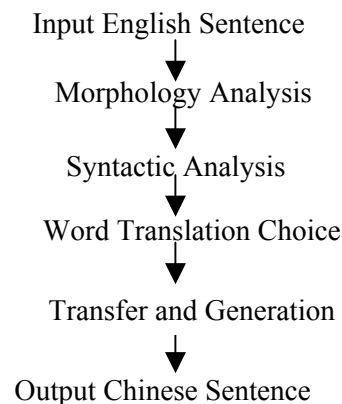 Input English Sentence
Morphology Analysis
Syntactic Analysis
Word Translation Choice
Transfer and Generation
Output Chinese Sentence